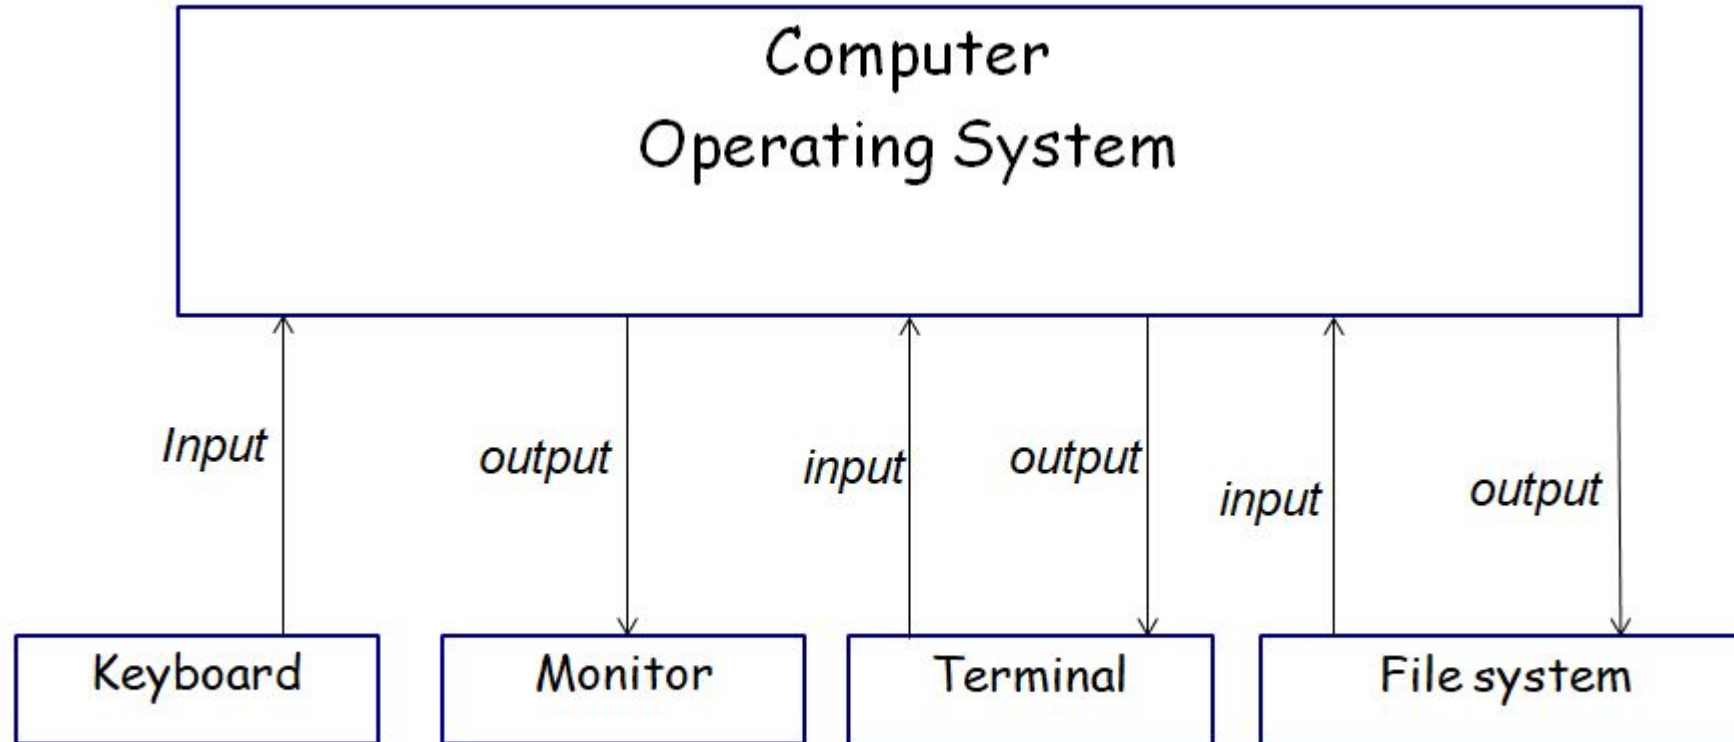 Computer
Operating System
Input
output
input
output
input
output
Keyboard
Monitor
Terminal
File system